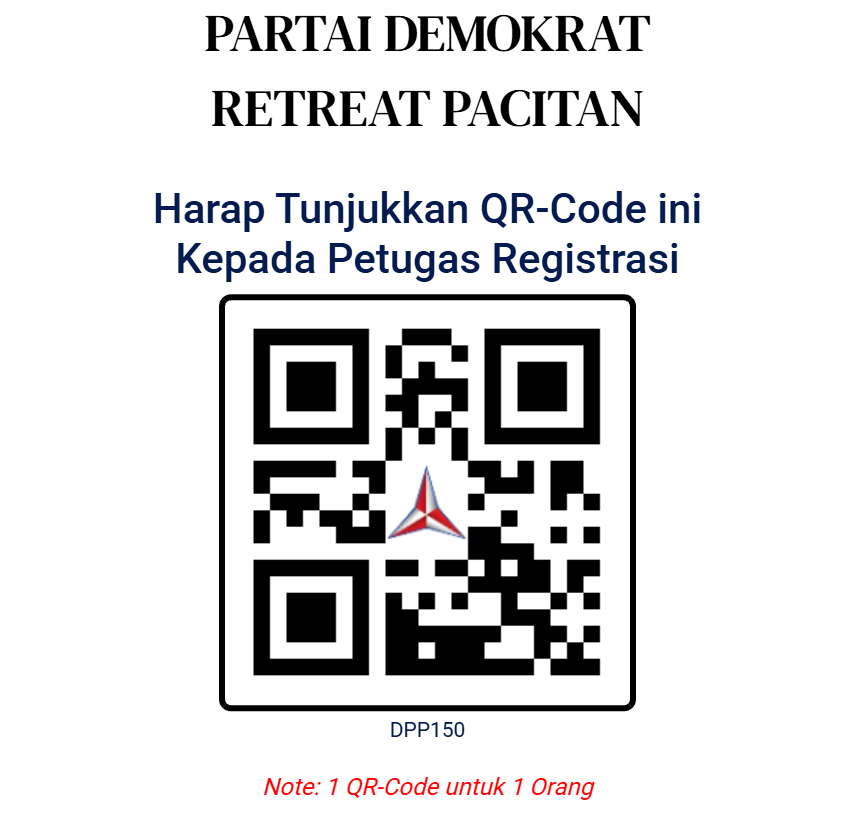 PARTAI DEMOKRAT
RETREAT PACITAN
Harap Tunjukkan QR-Code ini
Kepada Petugas Registrasi
DPP150
Note: 1 QR-Code untuk 1 Orang